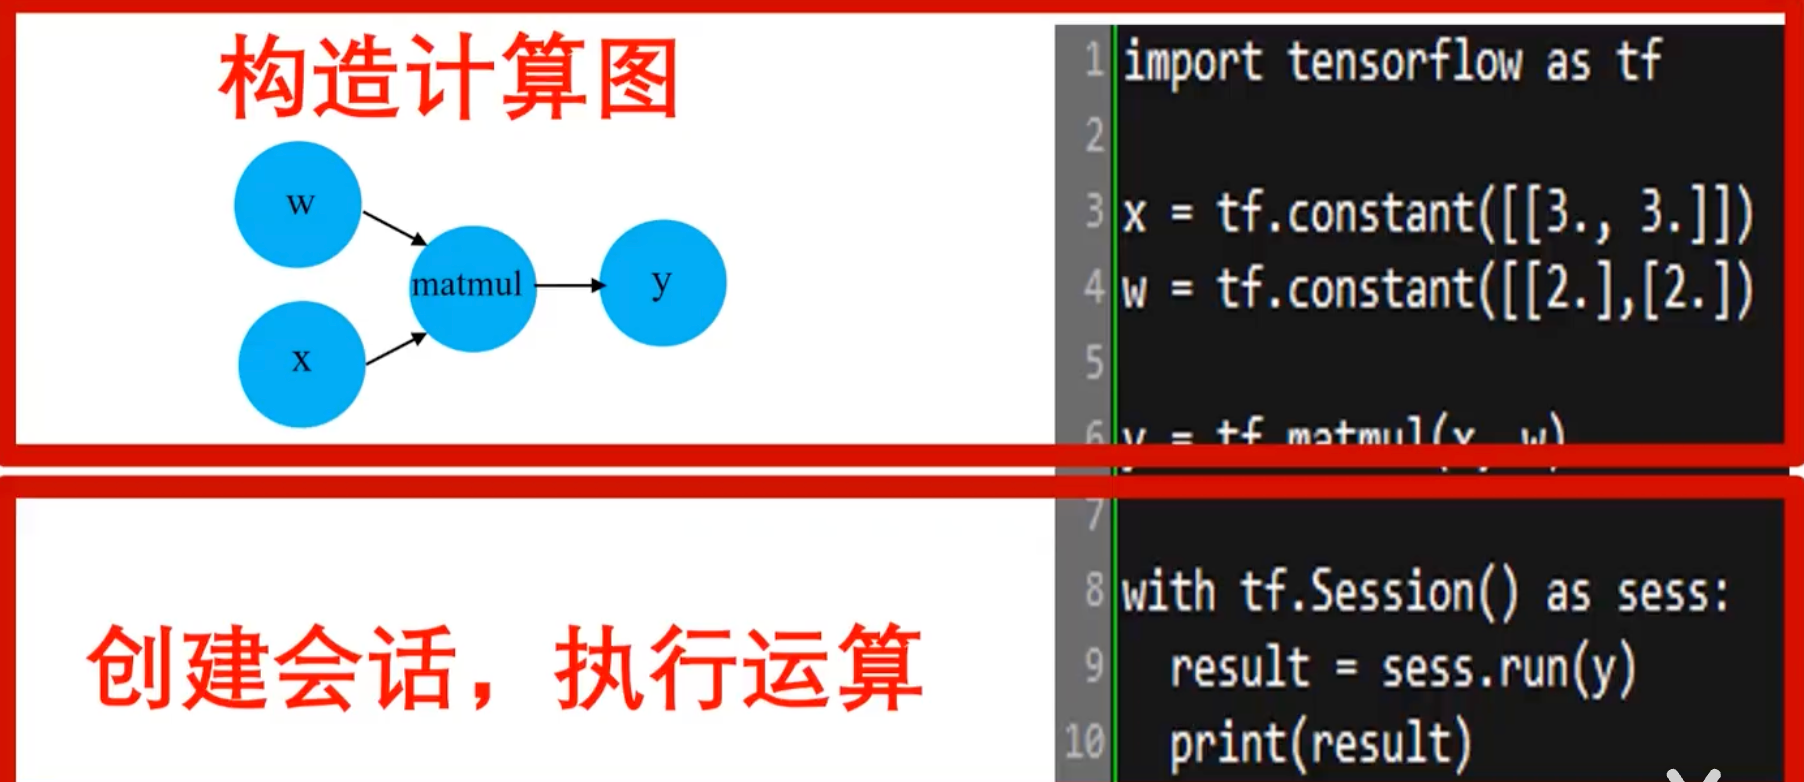 构造计算图
w
matmul
y
x
1 import tensorflow as tf
2
3 x = tf.constant([[3., 3.]])
4 w = tf.constant([[2.],[2.])
5
6 y = tf.matmul(x, w)
7
创建会话，执行运算
8 with tf.Session() as sess:
9 result = sess.run(y)
10 print(result)